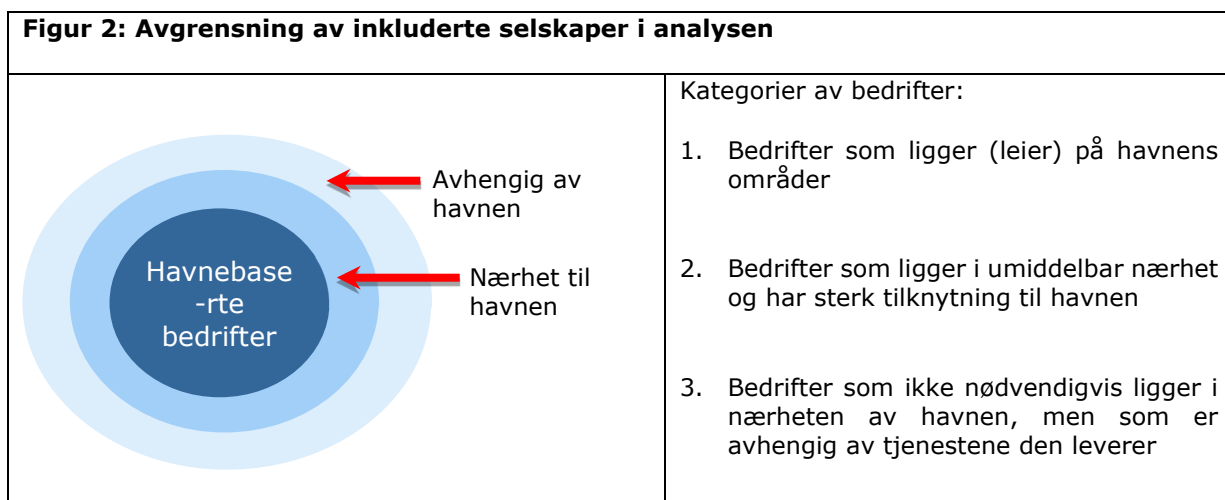 Figur 2: Avgrensning av inkluderte selskaper i analysen
Avhengig av
havnen
Havnebase
-rte
bedrifter
Nærhet til
havnen
Kategorier av bedrifter:
1. Bedrifter som ligger (leier) på havnens
områder
2. Bedrifter som ligger i umiddelbar nærhet
og har sterk tilknytning til havnen
3. Bedrifter som ikke nødvendigvis ligger i
nærheten av havnen, men som er
avhengig av tjenestene den leverer